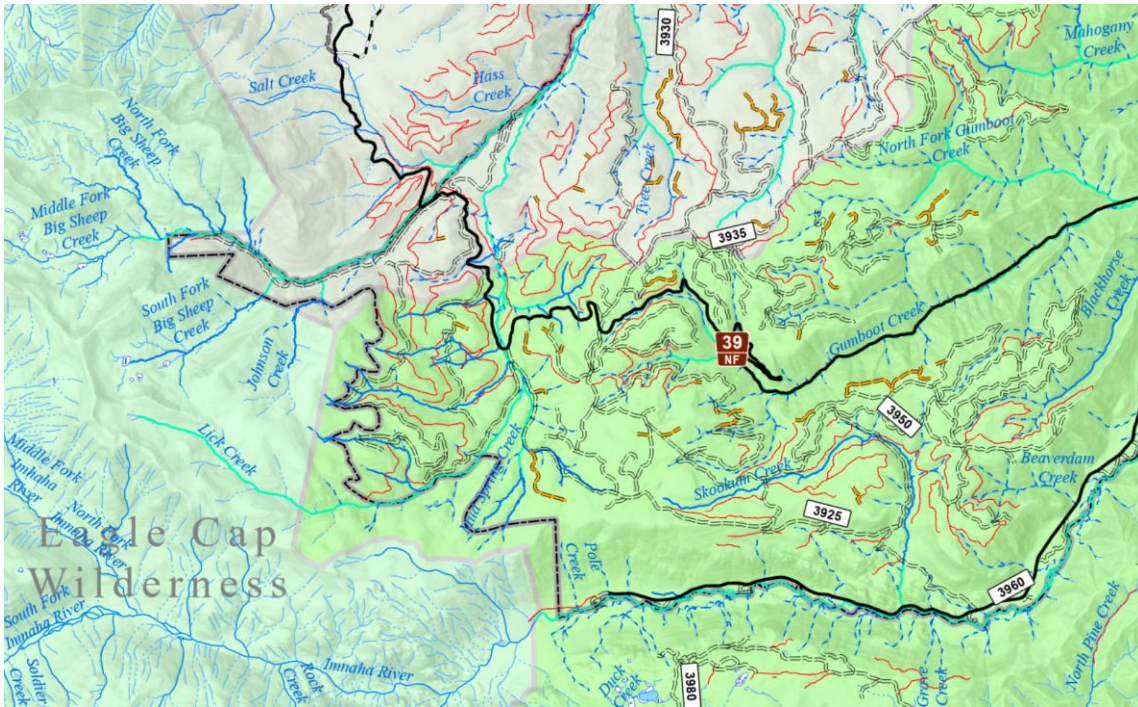 Mahogany
Creek
3930
Salt Creek
Hass
Creek
North Fork
Big Sheep
Creek
North Fork Gumboot
Creek
Tyee Creek
Middle Fork
Big Sheep
Creek
3935
South Fork
Big Sheep
Creek
Blackhorse
Creek
Johnson
Creek
39
NF
Gumboot Creek
Lick Creek
3950
Middle Fork
Imnaha
River
Beaverdam
Creek
Skookum Creek
3925
North Fork
Imnaha River
Eagle Cap
Wilderness
Pole
Creek
3960
South Fork
Imnaha River
North Pine Creek
Imnaha River
Rock
Creek
Soldier
Creek
Duck
Creek
3980
Grove
Creek